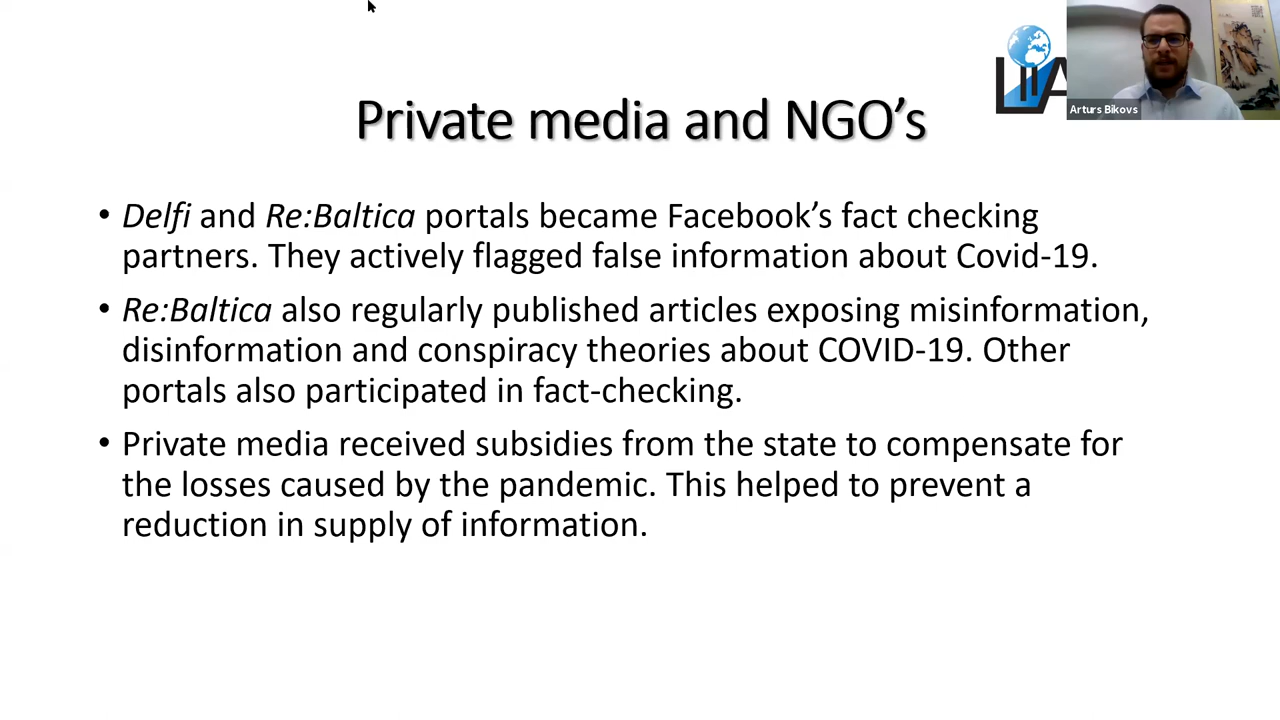 Private media and NGO's
LIIA
Arturs Bikovs
• Delfi and Re:Baltica portals became Facebook’s fact checking
partners. They actively flagged false information about Covid-19.
• Re:Baltica also regularly published articles exposing misinformation,
disinformation and conspiracy theories about COVID-19. Other
portals also participated in fact-checking.
• Private media received subsidies from the state to compensate for
the losses caused by the pandemic. This helped to prevent a
reduction in supply of information.